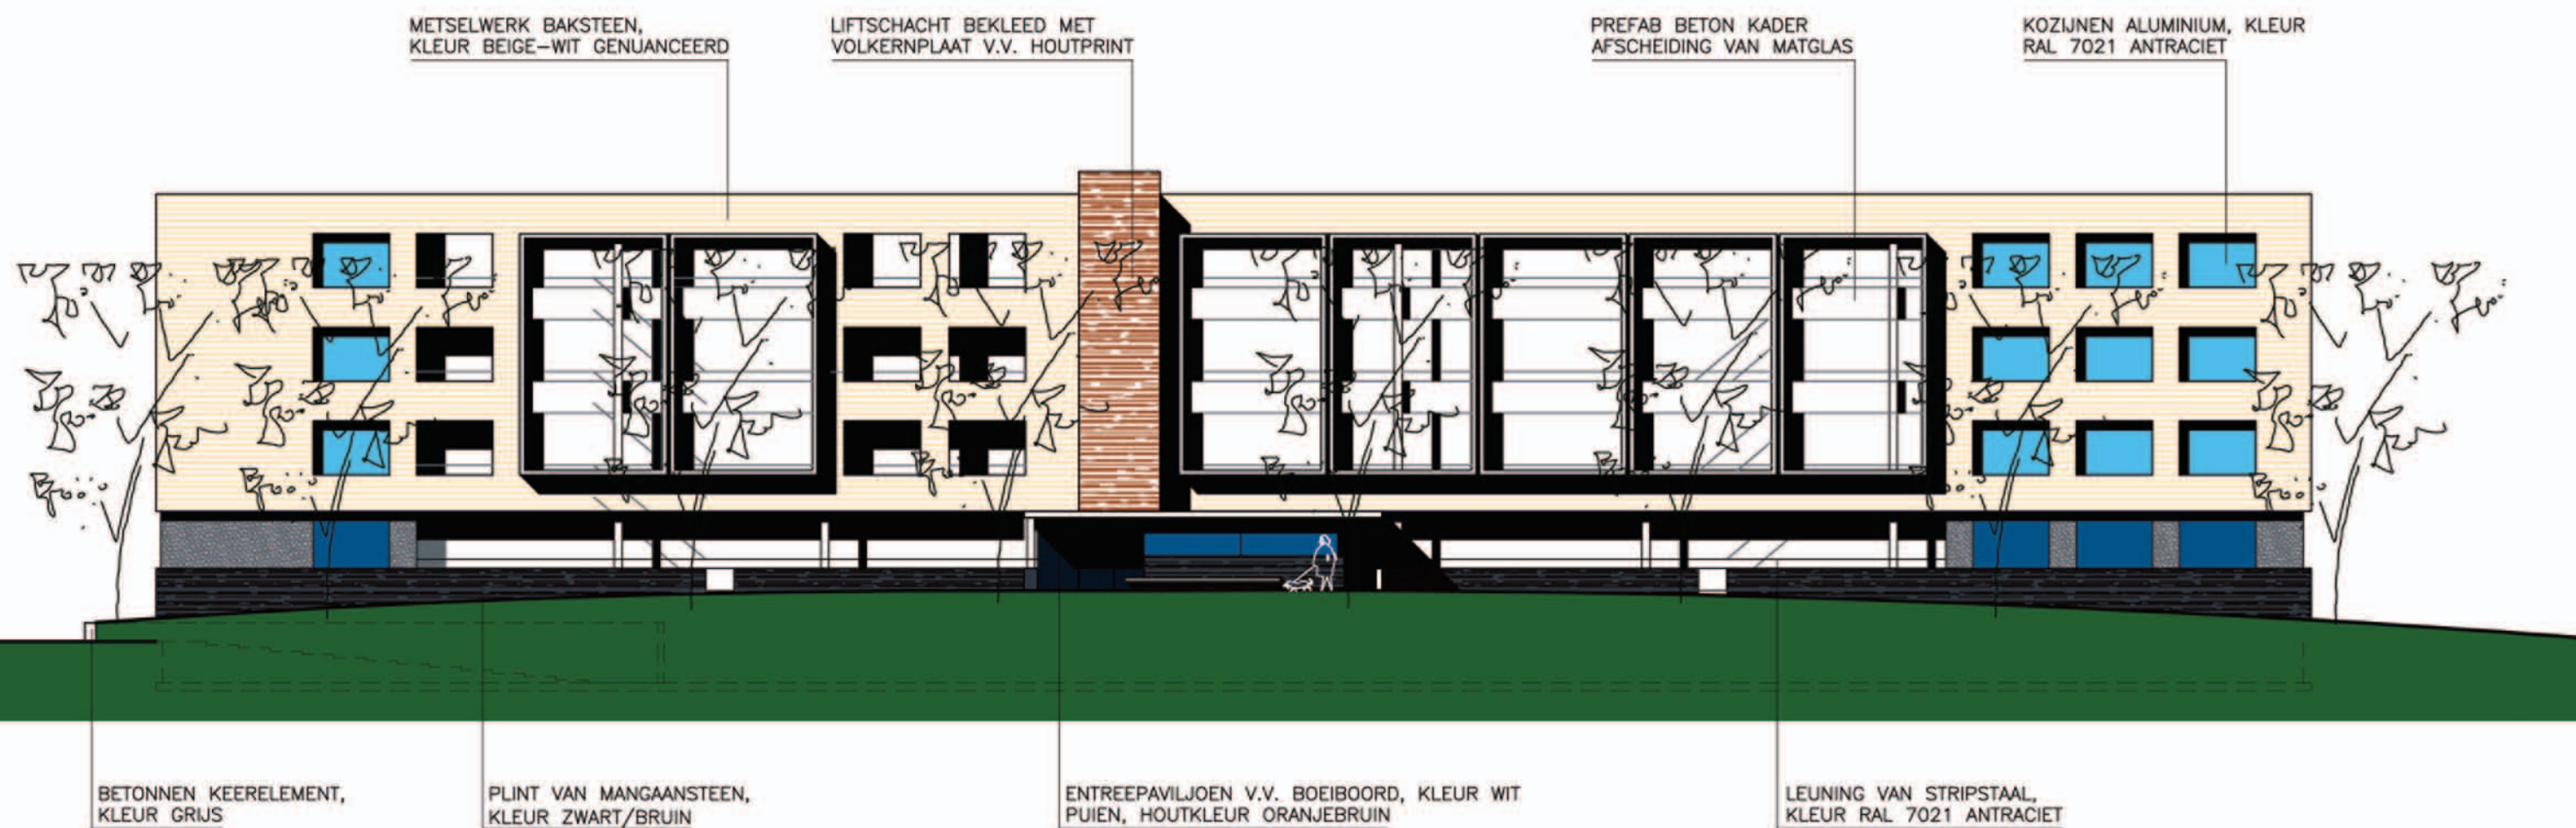 METSELWERK BAKSTEEN,
KLEUR BEIGE-WIT GENUANCEERD
LIFTSCHACHT BEKLEED MET
VOLKERNPLAAT V.V. HOUTPRINT
PREFAB BETON KADER
AFSCHEIDING VAN MATGLAS
KOZIJNEN ALUMINIUM, KLEUR
RAL 7021 ANTRACIET
BETONNEN KEERELEMENT,
KLEUR GRIJS
PLINT VAN MANGAANSTEEN,
KLEUR ZWART/BRUIN
ENTREEPAVILJOEN V.V. BOEIBOORD, KLEUR WIT
PUIEN, HOUTKLEUR ORANJEBRUIN
LEUNING VAN STRIPSTAAL,
KLEUR RAL 7021 ANTRACIET